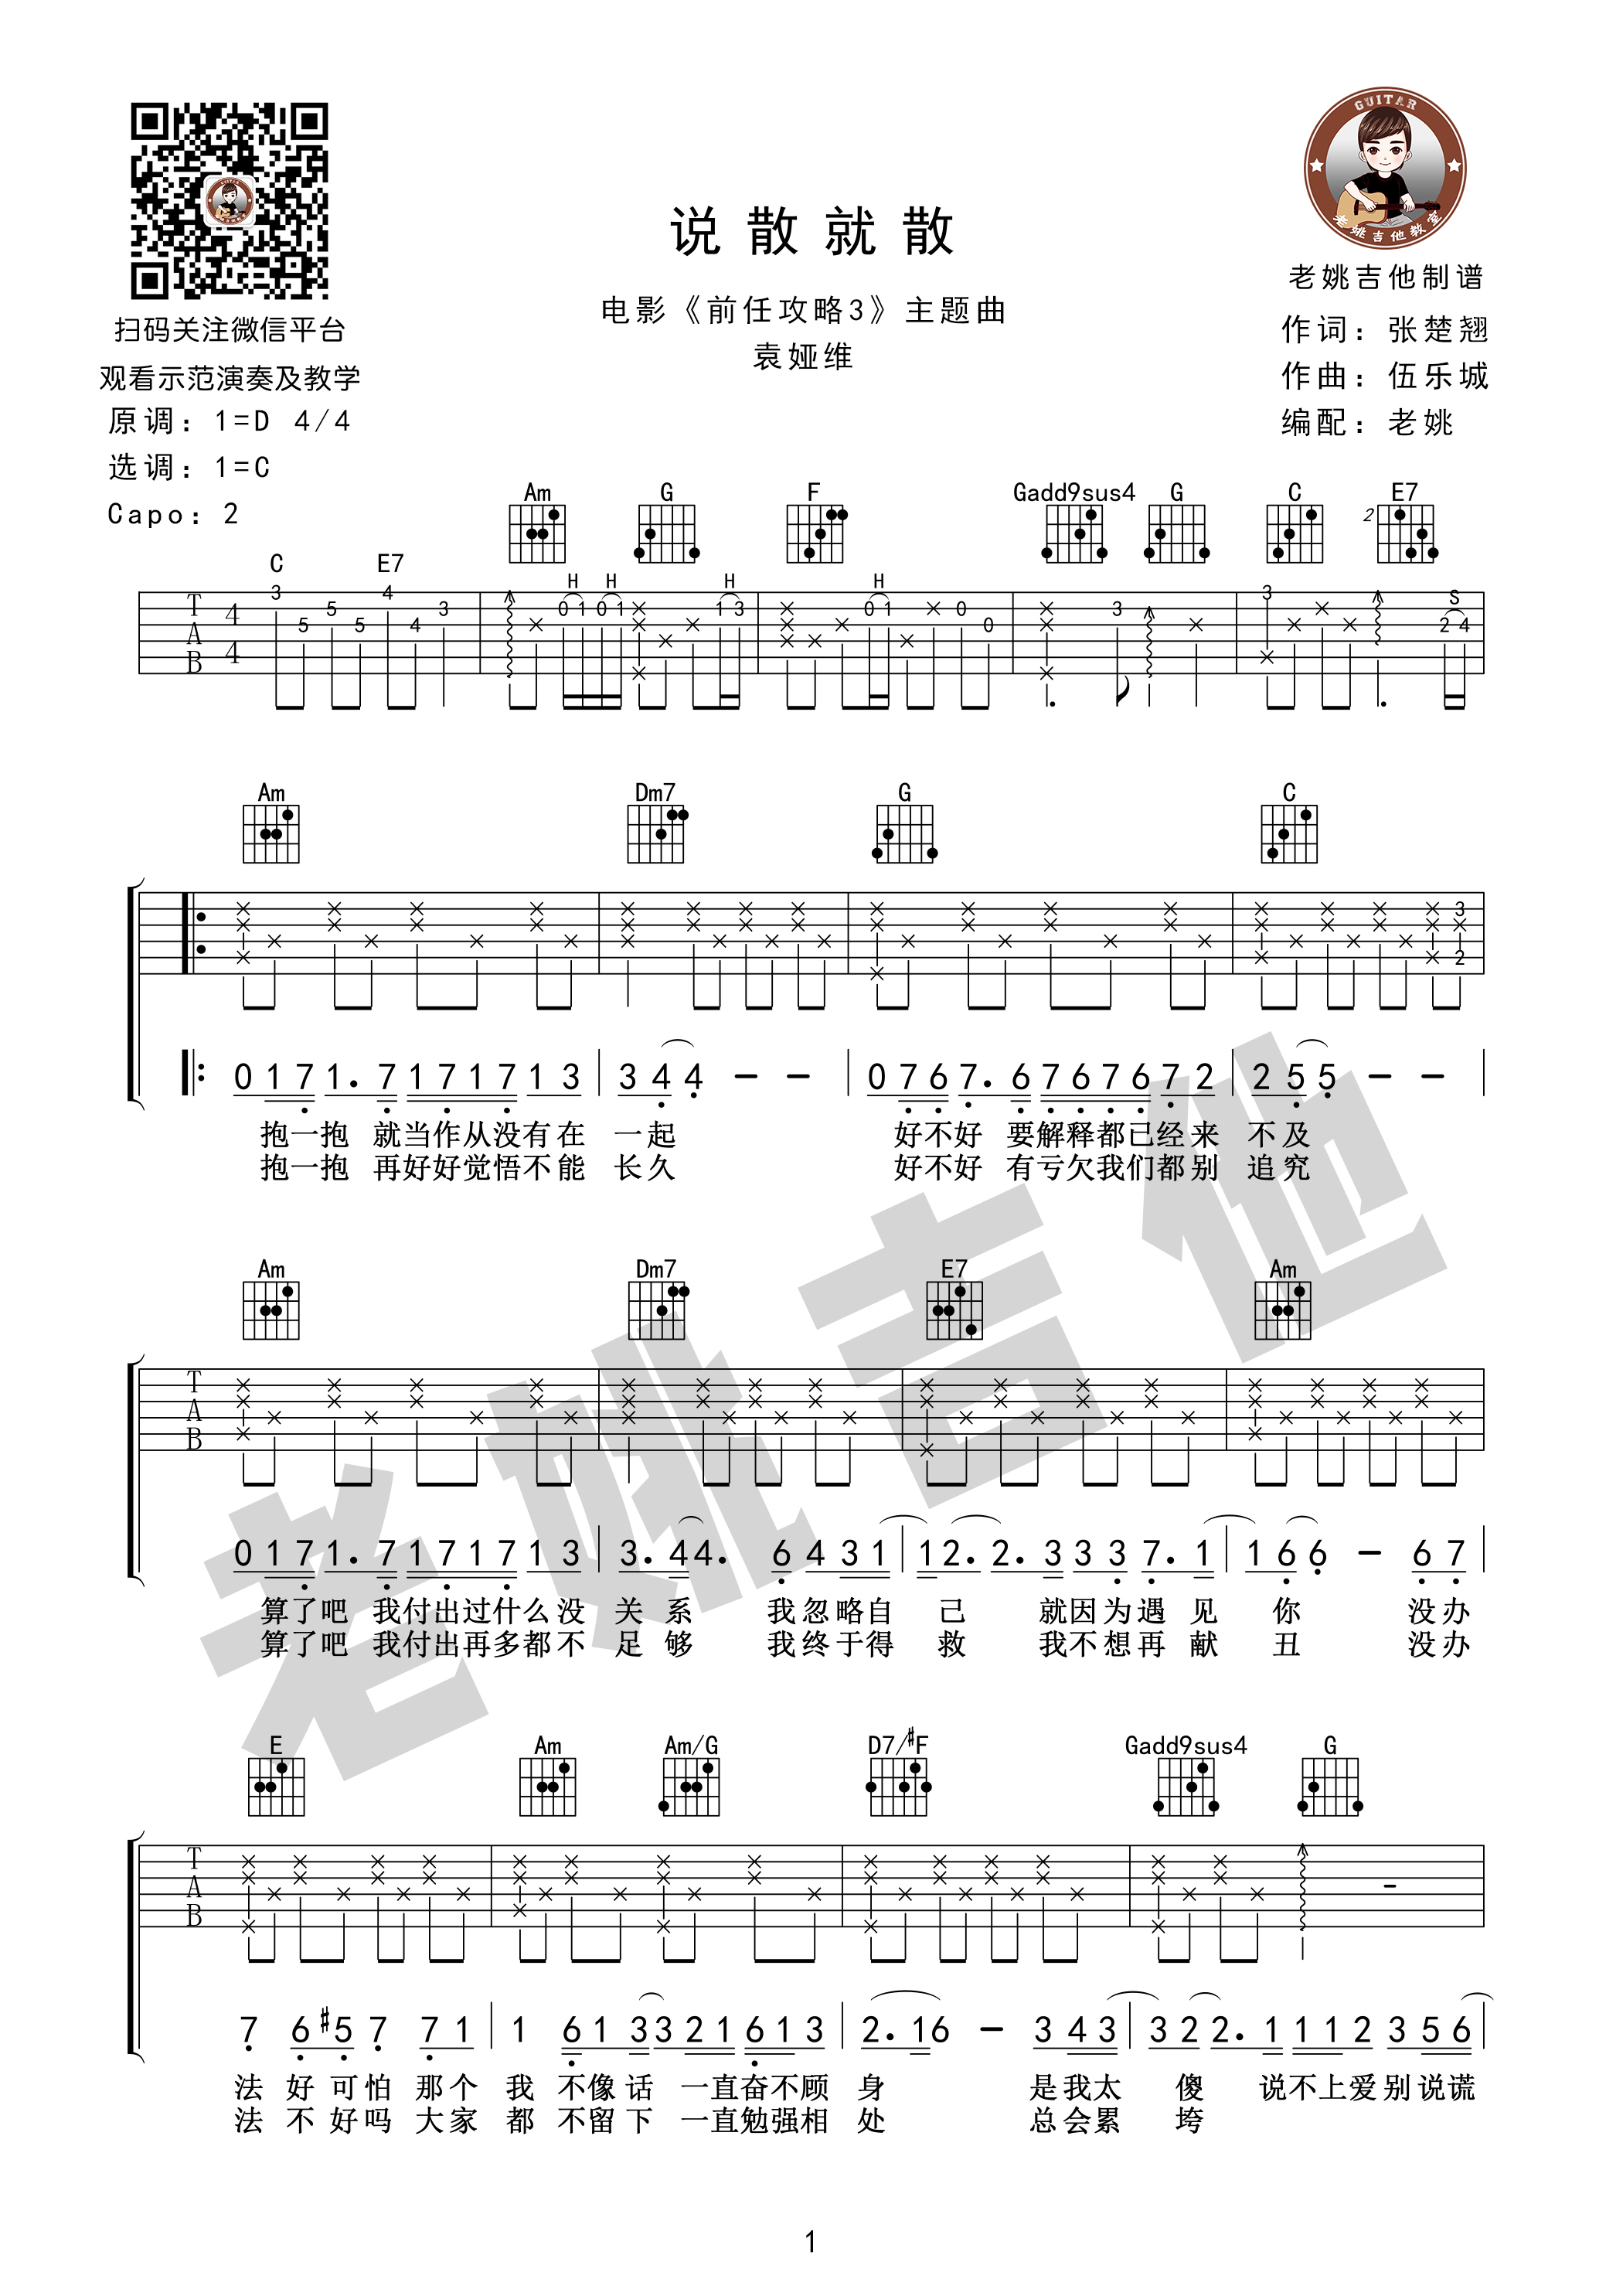 说散就散
电影《前任攻略3》主题曲
袁娅维
GUITAR
老姚吉他教室
老姚吉他制谱
作词：张楚翘
作曲：伍乐城
编配：老姚
扫码关注微信平台
观看示范演奏及教学
原调：1=D 4/4
选调：1=C
Capo：2
C E7 Am G F Gadd9sus4 G C E7
2
H H H H S
TAB 4/4 3 5 5 5 4 4 3 0 1 0 1 1 3 0 1 0 0 3 3 2 4
Am Dm7 G C
3
2
0 1 7 1. 7 1 7 1 7 1 3 | 3 4 4 - - | 0 7 6 7. 6 7 6 7 6 7 2 | 2 5 5 - - |
抱一抱 就当作从没有在 一起 好不好 要解释都已经来 不及
抱一抱 再好好觉悟不能 长久 好不好 有亏欠我们都别 追究
Am Dm7 E7 Am
TAB
0 1 7 1. 7 1 7 1 7 1 3 | 3. 4 4. 6 4 3 1 | 1 2. 2. 3 3 3 7. 1 | 1 6 6 - 6 7 |
算了吧 我付出过什么没 关系 我忽略自 己 就因为遇见 你 没办
算了吧 我付出再多都不 足够 我终于得 救 我不想再献 丑 没办
E Am Am/G D7/#F Gadd9sus4 G
TAB
7 6 #5 7 7 1 | 1 6 1 3 3 2 1 6 1 3 | 2. 1 6 - 3 4 3 | 3 2 2. 1 1 1 2 3 5 6 |
法 好可怕 那个 我 不像话 一直奋不顾 身 是我太 傻 说不上爱别说谎
法 不好吗 大家 都 不留下 一直勉强相 处 总会累 垮
老姚吉他
1